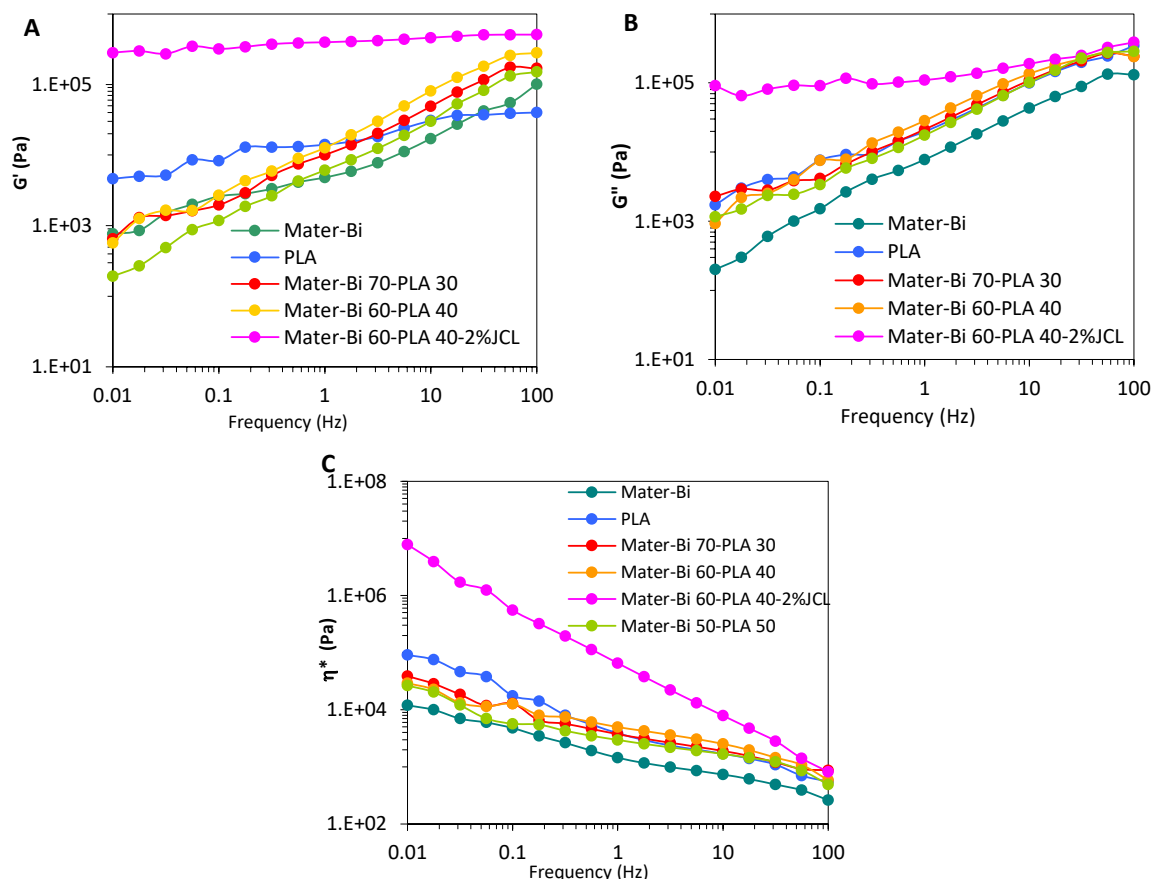 A
G' (Pa)
1.E+05
1.E+03
1.E+01
0.01
0.1
1
10
100
Frequency (Hz)
Mater-Bi
PLA
Mater-Bi 70-PLA 30
Mater-Bi 60-PLA 40
Mater-Bi 60-PLA 40-2%JCL
B
G'' (Pa)
1.E+05
1.E+03
1.E+01
0.01
0.1
1
10
100
Frequency (Hz)
Mater-Bi
PLA
Mater-Bi 70-PLA 30
Mater-Bi 60-PLA 40
Mater-Bi 60-PLA 40-2%JCL
C
η* (Pa)
1.E+08
1.E+06
1.E+04
1.E+02
0.01
0.1
1
10
100
Frequency (Hz)
Mater-Bi
PLA
Mater-Bi 70-PLA 30
Mater-Bi 60-PLA 40
Mater-Bi 60-PLA 40-2%JCL
Mater-Bi 50-PLA 50